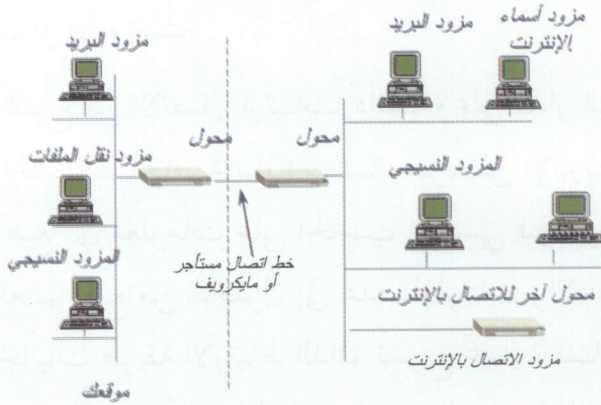 مزود أسماء
الإنترنت
مزود البريد
مزود البريد
محول
محول
مزود نقل الملفات
المزود النسيجي
المزود النسيجي
خط اتصال مستأجر
أو مايكرويف
محول آخر للاتصال بالإنترنت
مزود الاتصال بالإنترنت
موقعك